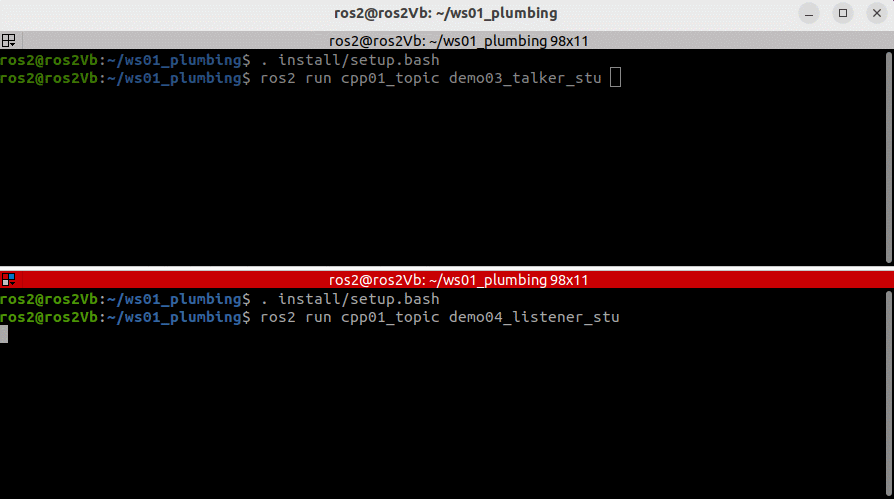 ros2@ros2Vb: ~/ws01_plumbing
ros2@ros2Vb: ~/ws01_plumbing 98x11
ros2@ros2Vb:~/ws01_plumbing$ . install/setup.bash
ros2@ros2Vb:~/ws01_plumbing$ ros2 run cpp01_topic demo03_talker_stu
ros2@ros2Vb: ~/ws01_plumbing 98x11
ros2@ros2Vb:~/ws01_plumbing$ . install/setup.bash
ros2@ros2Vb:~/ws01_plumbing$ ros2 run cpp01_topic demo04_listener_stu